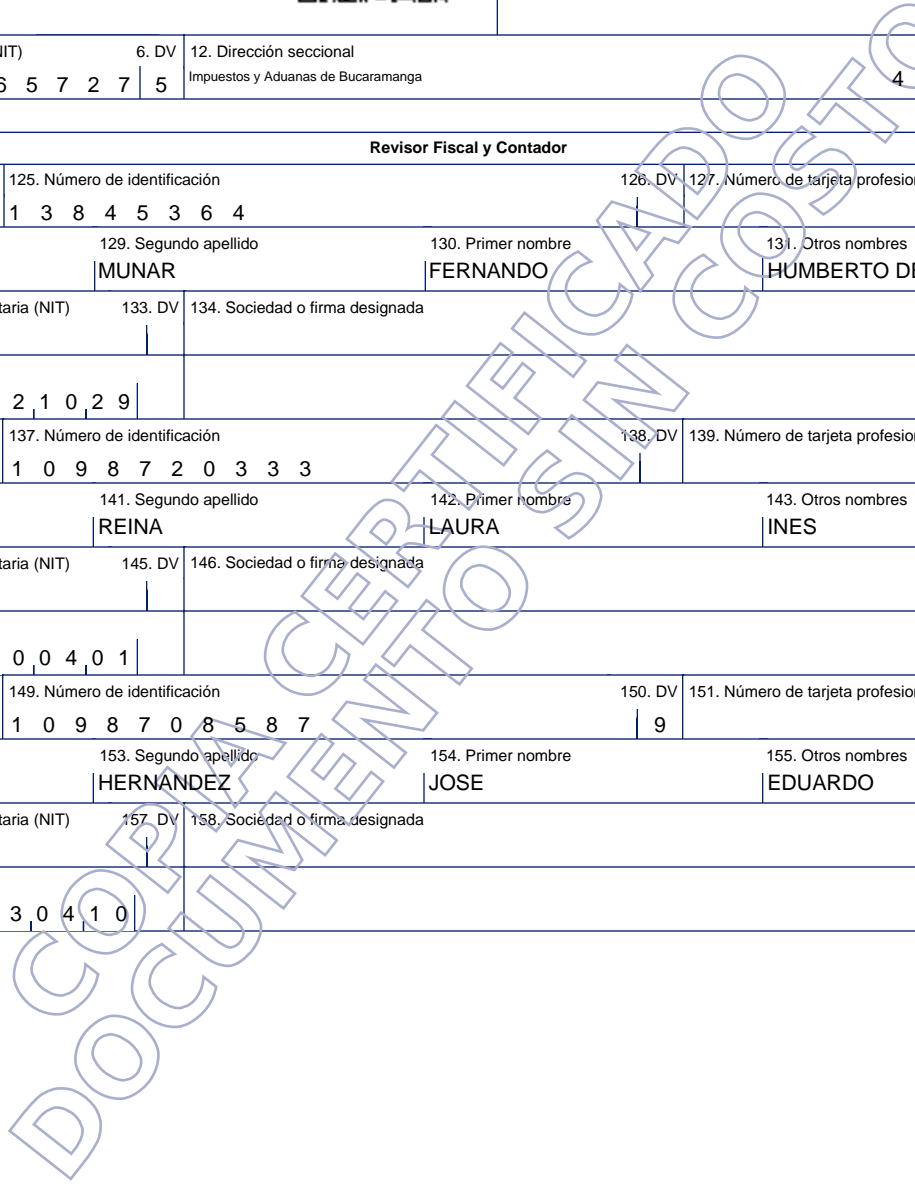 NIT) 6. DV 12. Dirección seccional
6 5 7 2 7 5 Impuestos y Aduanas de Bucaramanga 4
Revisor Fiscal y Contador
125. Número de identificación 126. DV 127. Número de tarjeta profesion
1 3 8 4 5 3 6 4
129. Segundo apellido 130. Primer nombre 131. Otros nombres
MUNAR FERNANDO HUMBERTO DE
taria (NIT) 133. DV 134. Sociedad o firma designada
2 1 0 2 9
137. Número de identificación 138. DV 139. Número de tarjeta profesion
1 0 9 8 7 2 0 3 3 3
141. Segundo apellido 142. Primer nombre 143. Otros nombres
REINA LAURA INES
taria (NIT) 145. DV 146. Sociedad o firma designada
0 0 4 0 1
149. Número de identificación 150. DV 151. Número de tarjeta profesion
1 0 9 8 7 0 8 5 8 7 9
153. Segundo apellido 154. Primer nombre 155. Otros nombres
HERNANDEZ JOSE EDUARDO
taria (NIT) 157. DV 158. Sociedad o firma designada
3 0 4 1 0
COPIA CERTIFICADO
DOCUMENTO SIN COSTO